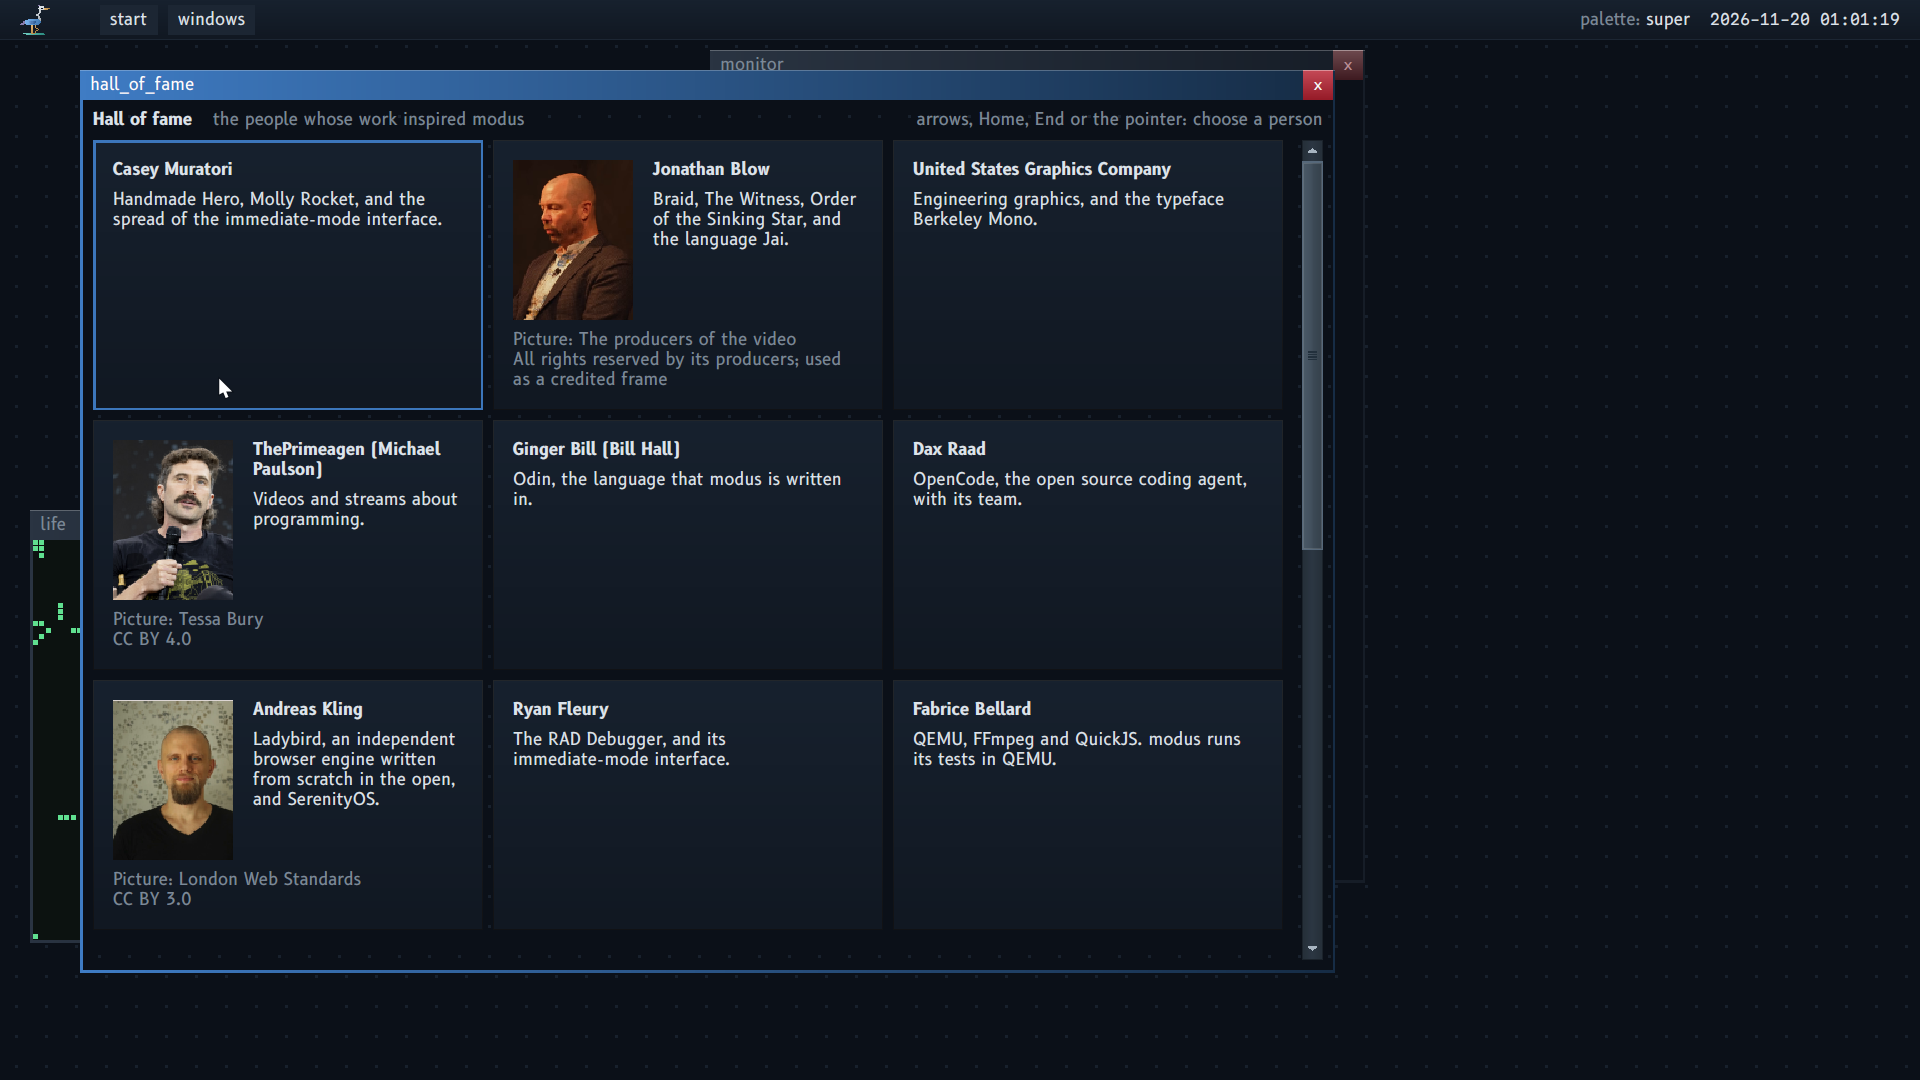 start windows palette: super 2026-11-20 01:01:19
monitor x
hall_of_fame x
Hall of fame the people whose work inspired modus arrows, Home, End or the pointer: choose a person
Casey Muratori
Handmade Hero, Molly Rocket, and the
spread of the immediate-mode interface.
Jonathan Blow
Braid, The Witness, Order
of the Sinking Star, and
the language Jai.
Picture: The producers of the video
All rights reserved by its producers; used
as a credited frame
United States Graphics Company
Engineering graphics, and the typeface
Berkeley Mono.
ThePrimeagen (Michael
Paulson)
Videos and streams about
programming.
Picture: Tessa Bury
CC BY 4.0
Ginger Bill (Bill Hall)
Odin, the language that modus is written
in.
Dax Raad
OpenCode, the open source coding agent,
with its team.
life
Andreas Kling
Ladybird, an independent
browser engine written
from scratch in the open,
and SerenityOS.
Picture: London Web Standards
CC BY 3.0
Ryan Fleury
The RAD Debugger, and its
immediate-mode interface.
Fabrice Bellard
QEMU, FFmpeg and QuickJS. modus runs
its tests in QEMU.